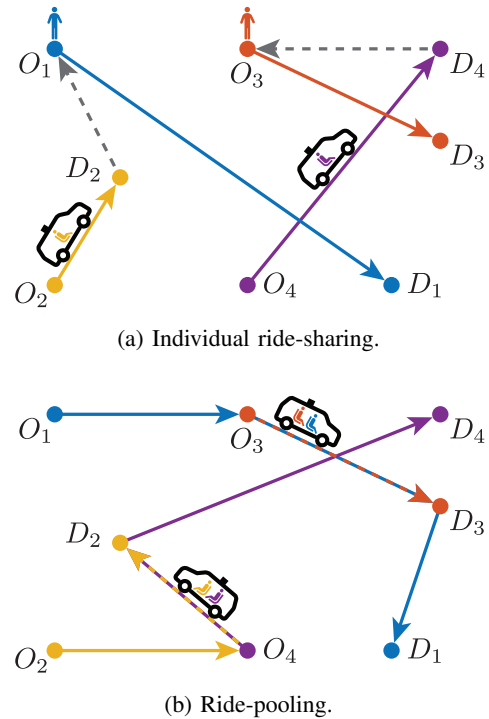 O₁ O₃ D₄
D₃
D₂
O₂ O₄ D₁
(a) Individual ride-sharing.
O₁ O₃ D₄
D₃
D₂
O₂ O₄ D₁
(b) Ride-pooling.